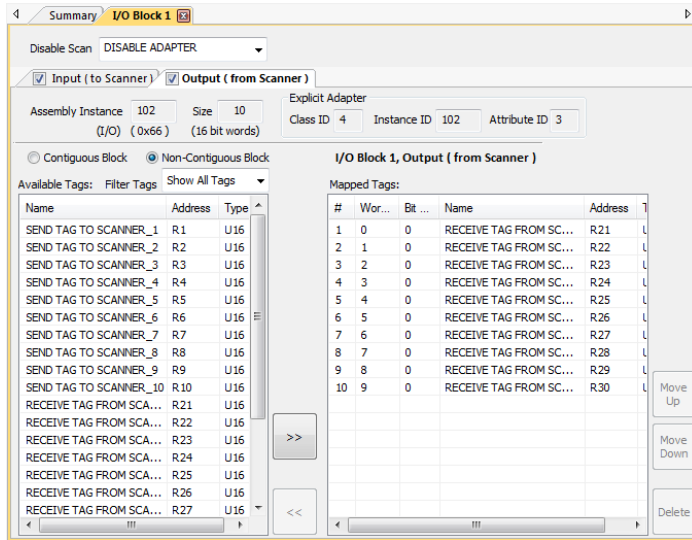 Summary I/O Block 1
Disable Scan DISABLE ADAPTER
Input ( to Scanner ) Output ( from Scanner )
Explicit Adapter
Assembly Instance 102 Size 10
Class ID 4 Instance ID 102 Attribute ID 3
(I/O) ( 0x66 ) (16 bit words)
Contiguous Block Non-Contiguous Block
I/O Block 1, Output ( from Scanner )
Available Tags: Filter Tags Show All Tags
Mapped Tags:
Name Address Type
# Wor... Bit ... Name Address T
SEND TAG TO SCANNER_1 R1 U16
1 0 0 RECEIVE TAG FROM SC... R21
SEND TAG TO SCANNER_2 R2 U16
2 1 0 RECEIVE TAG FROM SC... R22
SEND TAG TO SCANNER_3 R3 U16
3 2 0 RECEIVE TAG FROM SC... R23
SEND TAG TO SCANNER_4 R4 U16
4 3 0 RECEIVE TAG FROM SC... R24
SEND TAG TO SCANNER_5 R5 U16
5 4 0 RECEIVE TAG FROM SC... R25
SEND TAG TO SCANNER_6 R6 U16
6 5 0 RECEIVE TAG FROM SC... R26
SEND TAG TO SCANNER_7 R7 U16
7 6 0 RECEIVE TAG FROM SC... R27
SEND TAG TO SCANNER_8 R8 U16
8 7 0 RECEIVE TAG FROM SC... R28
SEND TAG TO SCANNER_9 R9 U16
9 8 0 RECEIVE TAG FROM SC... R29
SEND TAG TO SCANNER_10 R10 U16
10 9 0 RECEIVE TAG FROM SC... R30
RECEIVE TAG FROM SCA... R21 U16
RECEIVE TAG FROM SCA... R22 U16
RECEIVE TAG FROM SCA... R23 U16
RECEIVE TAG FROM SCA... R24 U16
RECEIVE TAG FROM SCA... R25 U16
RECEIVE TAG FROM SCA... R26 U16
RECEIVE TAG FROM SCA... R27 U16
>>
<<
Move
Up
Move
Down
Delete